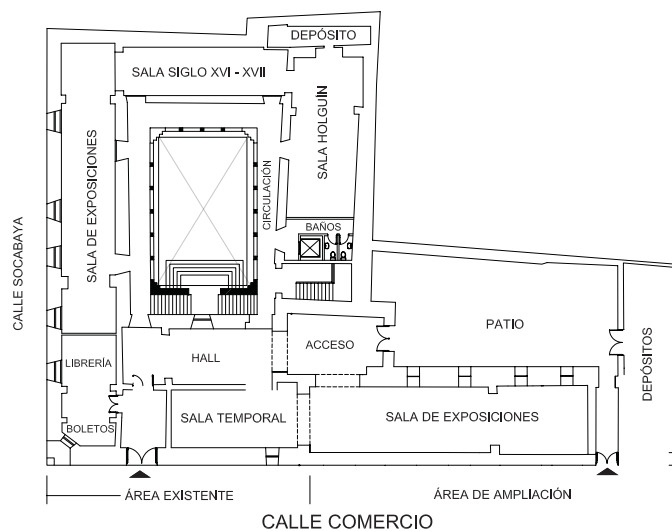 DEPÓSITO
SALA SIGLO XVI - XVII
SALA HOLGUÍN
SALA DE EXPOSICIONES
CIRCULACIÓN
BAÑOS
CALLE SOCABAYA
PATIO
ACCESO
HALL
LIBRERÍA
DEPÓSITOS
SALA TEMPORAL
SALA DE EXPOSICIONES
BOLETOS
ÁREA EXISTENTE
ÁREA DE AMPLIACIÓN
CALLE COMERCIO